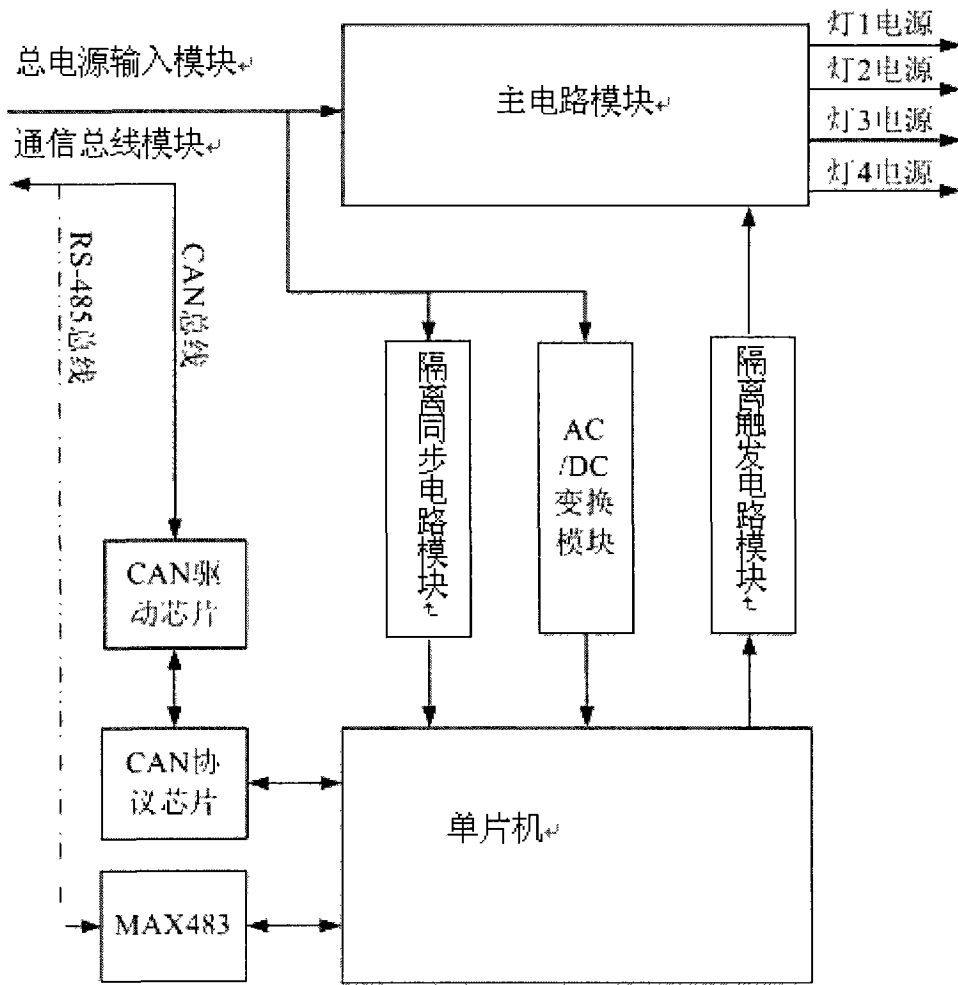 总电源输入模块
主电路模块
灯1电源
灯2电源
灯3电源
灯4电源
通信总线模块
RS-485总线
CAN总线
隔离同步电路模块
AC
/DC
变换
模块
隔离触发电路模块
CAN驱
动芯片
CAN协
议芯片
单片机
MAX483